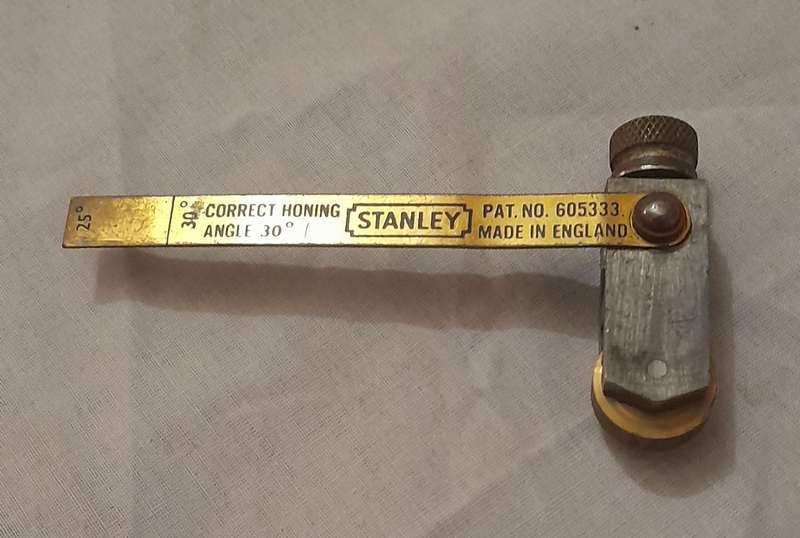 25°
30°
CORRECT HONING
ANGLE 30°
STANLEY
PAT. NO. 605333.
MADE IN ENGLAND